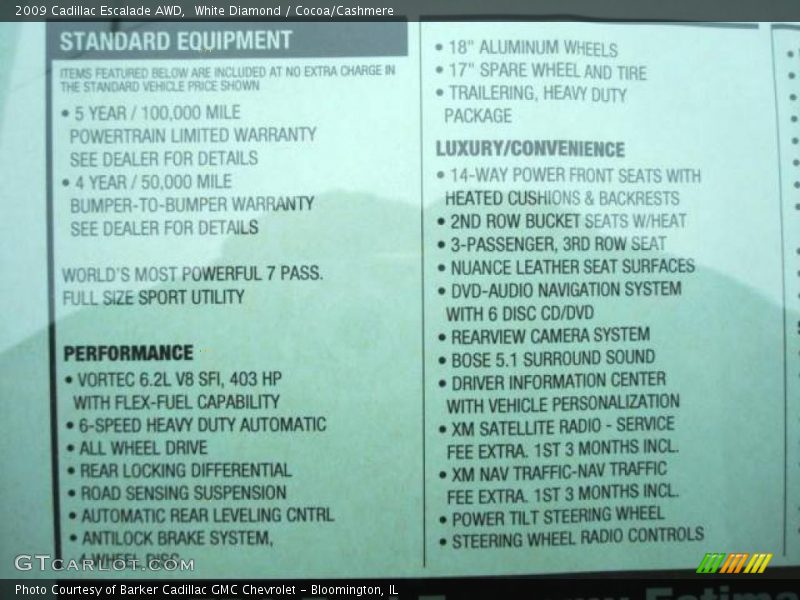 2009 Cadillac Escalade AWD, White Diamond / Cocoa/Cashmere
STANDARD EQUIPMENT
ITEMS FEATURED BELOW ARE INCLUDED AT NO EXTRA CHARGE IN
THE STANDARD VEHICLE PRICE SHOWN
• 5 YEAR / 100,000 MILE
POWERTRAIN LIMITED WARRANTY
SEE DEALER FOR DETAILS
• 4 YEAR / 50,000 MILE
BUMPER-TO-BUMPER WARRANTY
SEE DEALER FOR DETAILS
WORLD'S MOST POWERFUL 7 PASS.
FULL SIZE SPORT UTILITY
PERFORMANCE
• VORTEC 6.2L V8 SFI, 403 HP
WITH FLEX-FUEL CAPABILITY
• 6-SPEED HEAVY DUTY AUTOMATIC
• ALL WHEEL DRIVE
• REAR LOCKING DIFFERENTIAL
• ROAD SENSING SUSPENSION
• AUTOMATIC REAR LEVELING CNTRL
• ANTILOCK BRAKE SYSTEM,
4-WHEEL DISC
• 18" ALUMINUM WHEELS
• 17" SPARE WHEEL AND TIRE
• TRAILERING, HEAVY DUTY
PACKAGE
LUXURY/CONVENIENCE
• 14-WAY POWER FRONT SEATS WITH
HEATED CUSHIONS & BACKRESTS
• 2ND ROW BUCKET SEATS W/HEAT
• 3-PASSENGER, 3RD ROW SEAT
• NUANCE LEATHER SEAT SURFACES
• DVD-AUDIO NAVIGATION SYSTEM
WITH 6 DISC CD/DVD
• REARVIEW CAMERA SYSTEM
• BOSE 5.1 SURROUND SOUND
• DRIVER INFORMATION CENTER
WITH VEHICLE PERSONALIZATION
• XM SATELLITE RADIO - SERVICE
FEE EXTRA. 1ST 3 MONTHS INCL.
• XM NAV TRAFFIC-NAV TRAFFIC
FEE EXTRA. 1ST 3 MONTHS INCL.
• POWER TILT STEERING WHEEL
• STEERING WHEEL RADIO CONTROLS
GTCARLOT.COM
Photo Courtesy of Barker Cadillac GMC Chevrolet - Bloomington, IL